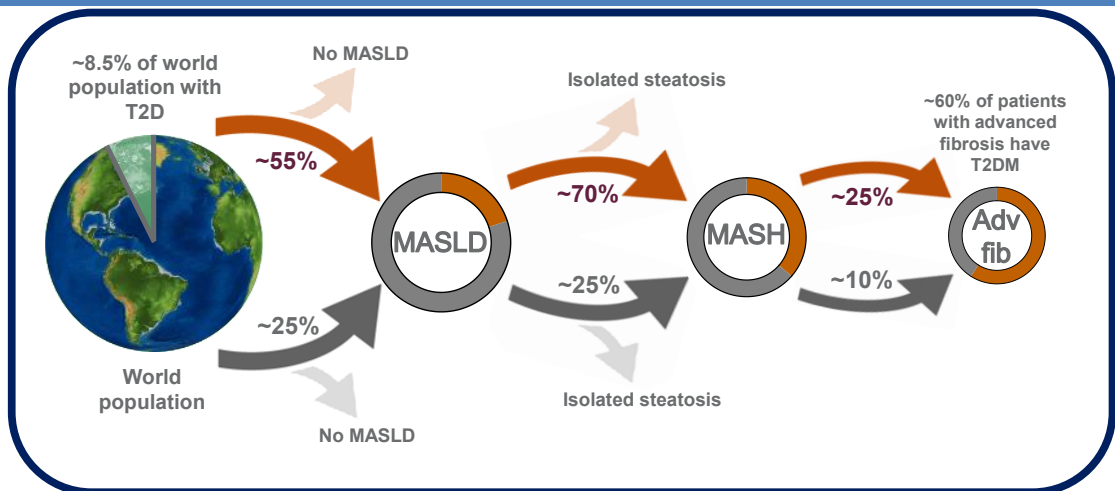 ~8.5% of world
population with
T2D
No MASLD
~55%
MASLD
~25%
World
population
No MASLD
Isolated steatosis
~70%
MASH
~25%
Isolated steatosis
~60% of patients
with advanced
fibrosis have
T2DM
~25%
Adv
fib
~10%